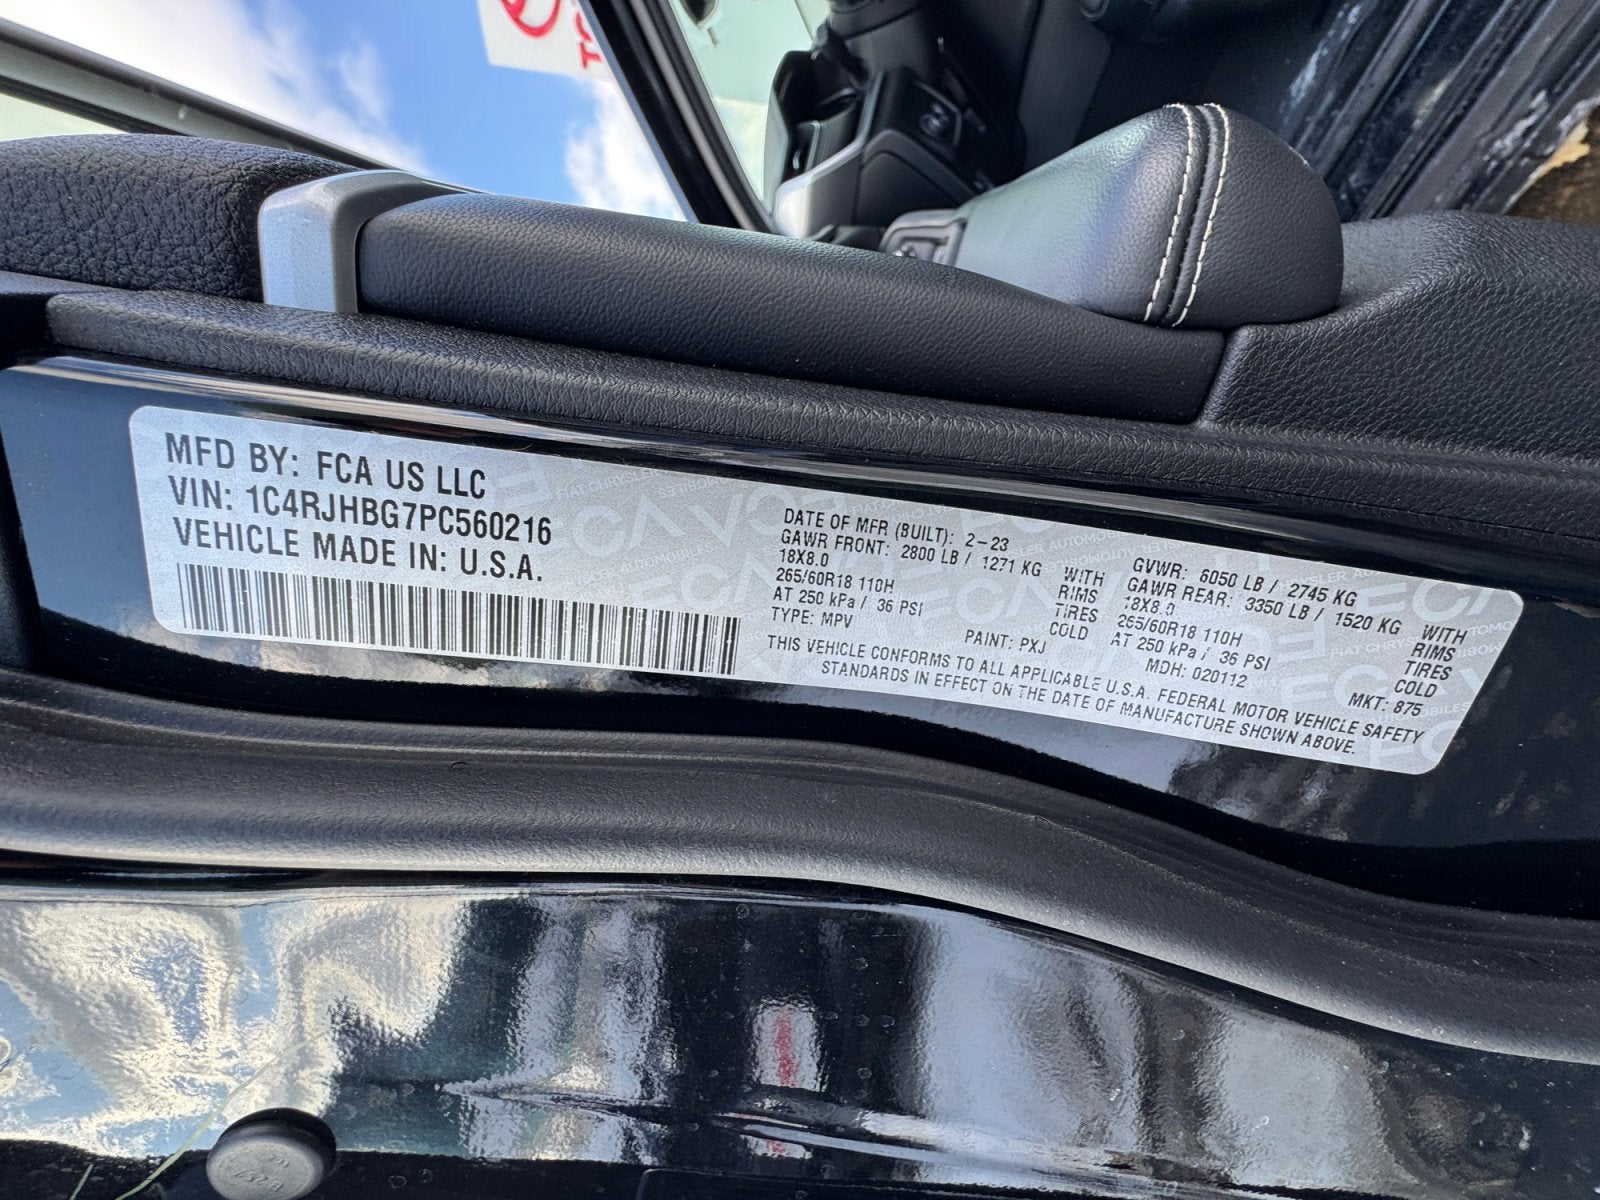 MFD BY: FCA US LLC
VIN: 1C4RJHBG7PC560216
VEHICLE MADE IN: U.S.A.
DATE OF MFR (BUILT): 2-23
GAWR FRONT: 2800 LB / 1271 KG WITH
18X8.0 RIMS
265/60R18 110H TIRES
AT 250 kPa / 36 PSI COLD
TYPE: MPV PAINT: PXJ
GVWR: 6050 LB / 2745 KG
GAWR REAR: 3350 LB / 1520 KG WITH
18X8.0 RIMS
265/60R18 110H TIRES
AT 250 kPa / 36 PSI COLD
MDH: 020112 MKT: 875
THIS VEHICLE CONFORMS TO ALL APPLICABLE U.S.A. FEDERAL MOTOR VEHICLE SAFETY
STANDARDS IN EFFECT ON THE DATE OF MANUFACTURE SHOWN ABOVE.